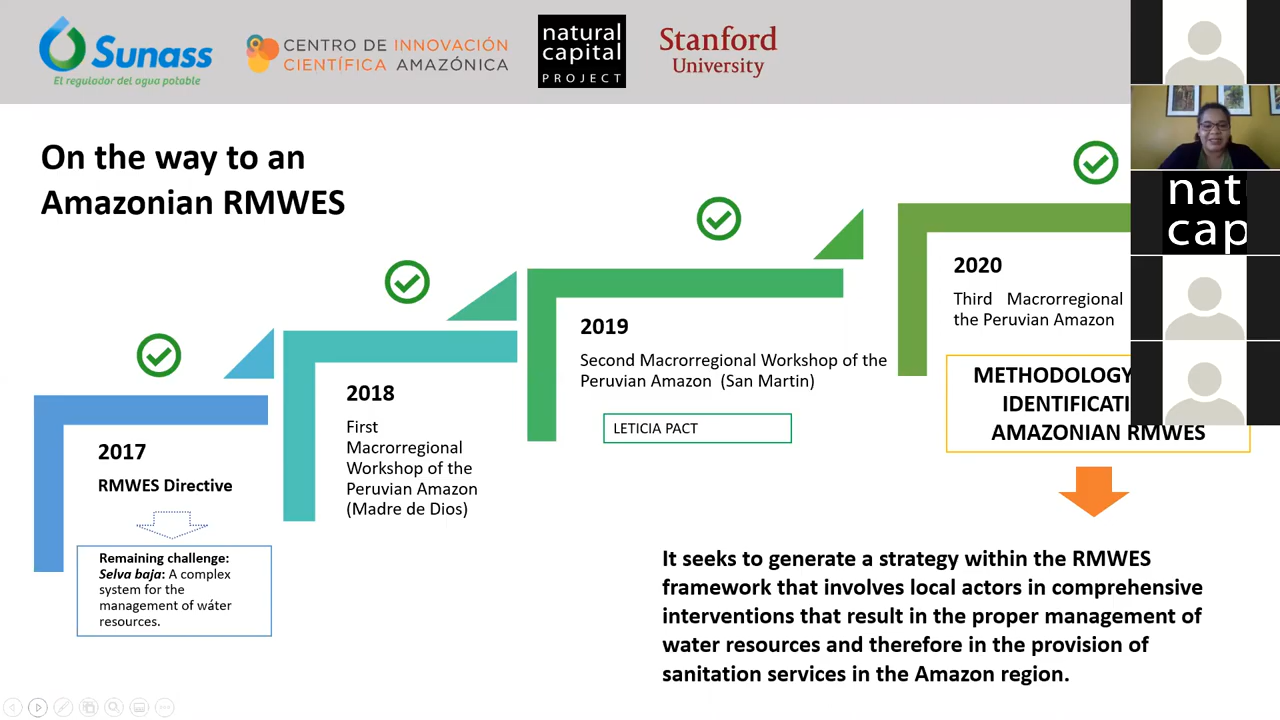 Sunass
El regulador del agua potable
CENTRO DE INNOVACIÓN
CIENTÍFICA AMAZÓNICA
natural
capital
PROJECT
Stanford
University
nat
cap
On the way to an
Amazonian RMWES
2017
RMWES Directive
Remaining challenge:
Selva baja: A complex
system for the
management of wáter
resources.
2018
First
Macrorregional
Workshop of the
Peruvian Amazon
(Madre de Dios)
2019
Second Macrorregional Workshop of the
Peruvian Amazon (San Martin)
LETICIA PACT
2020
Third Macrorregional
the Peruvian Amazon
METHODOLOGY
IDENTIFICATI
AMAZONIAN RMWES
It seeks to generate a strategy within the RMWES
framework that involves local actors in comprehensive
interventions that result in the proper management of
water resources and therefore in the provision of
sanitation services in the Amazon region.